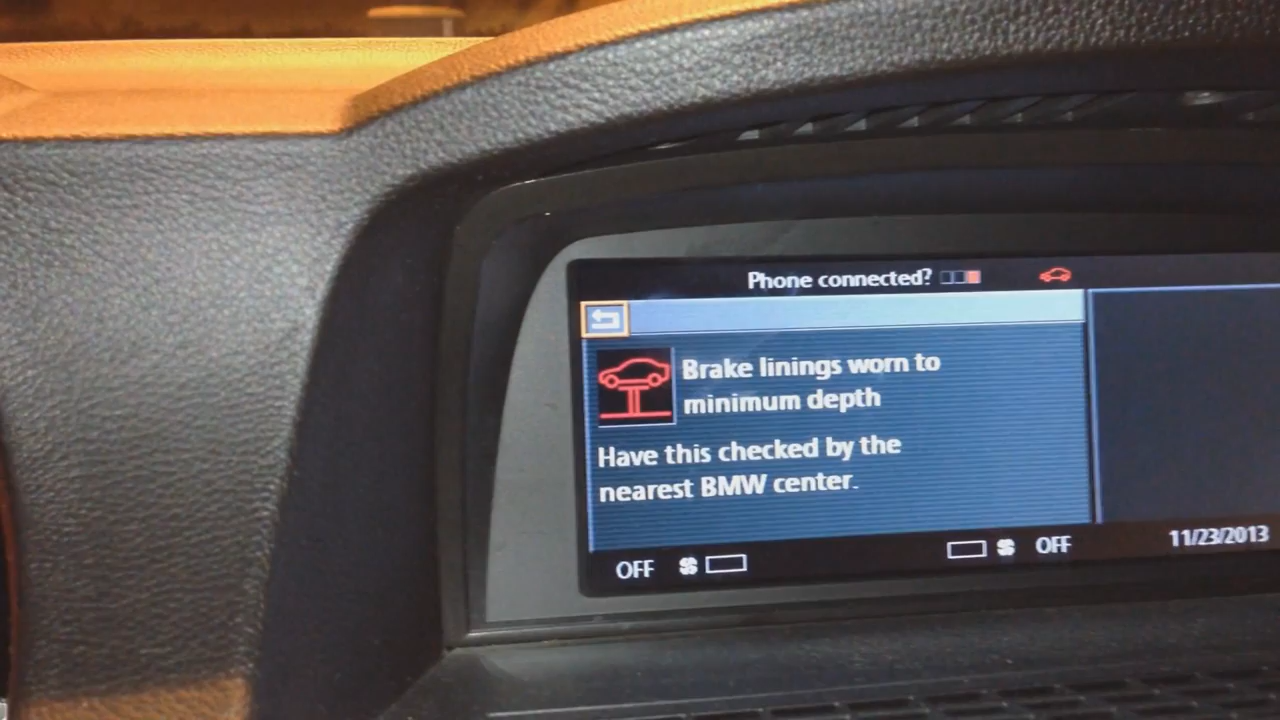 Phone connected?
Brake linings worn to
minimum depth
Have this checked by the
nearest BMW center.
OFF
OFF
11/23/2013